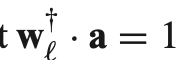 t w_ℓ^† · a = 1